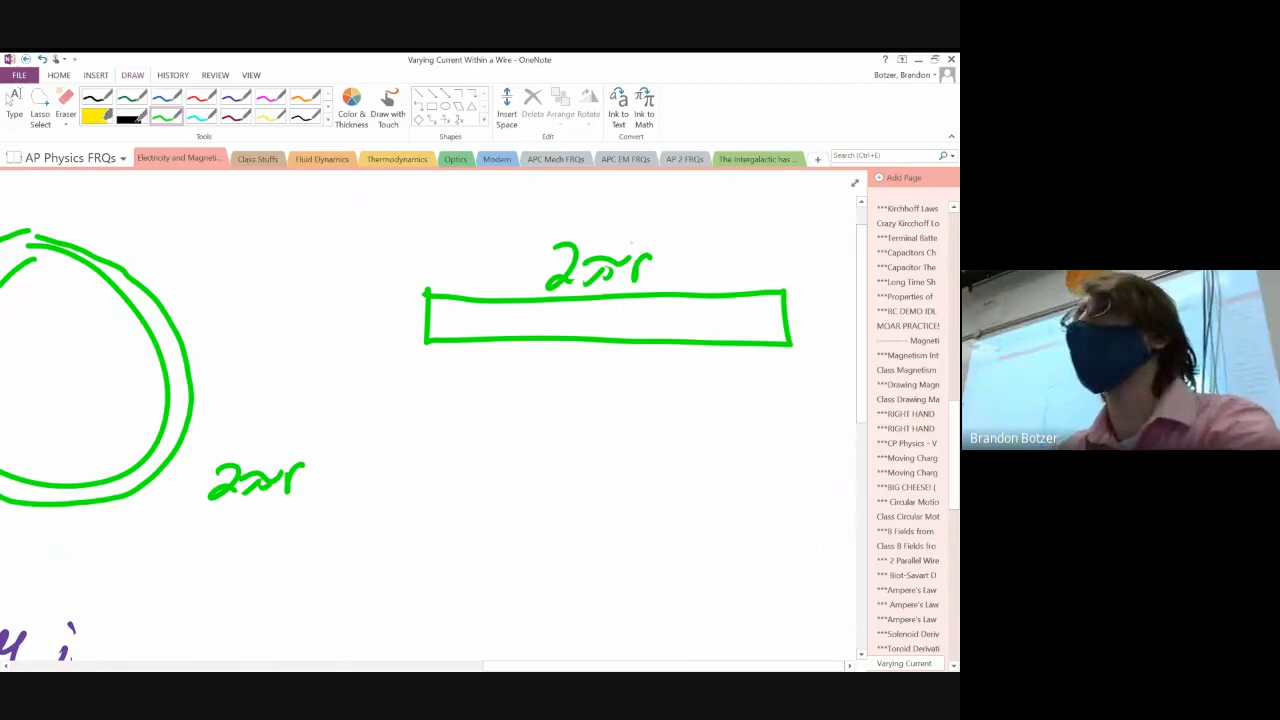 Varying Current Within a Wire - OneNote
FILE HOME INSERT DRAW HISTORY REVIEW VIEW
Botzer, Brandon
Type
Lasso Select
Eraser
Color & Thickness
Draw with Touch
Insert Space
Delete
Arrange
Rotate
Ink to Text
Ink to Math
Tools
Shapes
Edit
Convert
AP Physics FRQs
Electricity and Magneti...
Class Stuffs
Fluid Dynamics
Thermodynamics
Optics
Modern
APC Mech FRQs
APC EM FRQs
AP 2 FRQs
The Intergalactic has ...
Search (Ctrl+E)
Add Page
***Kirchhoff Laws
Crazy Kircchoff Lo
***Terminal Batte
***Capacitors Ch
***Capacitor The
***Long Time Sh
***Properties of
***RC DEMO IDL
MOAR PRACTICE!
---------- Magneti
***Magnetism Int
Class Magnetism
***Drawing Magn
Class Drawing Ma
***RIGHT HAND
***RIGHT HAND
***CP Physics - V
***Moving Charg
***Moving Charg
***BIG CHEESE! (
*** Circular Motio
Class Circular Mot
***B Fields from
Class B Fields fro
*** 2 Parallel Wire
*** Biot-Savart D
***Ampere's Law
*** Ampere's Law
***Ampere's Law
***Solenoid Deriv
***Toroid Derivati
Varying Current
2πr
2πr
Brandon Botzer